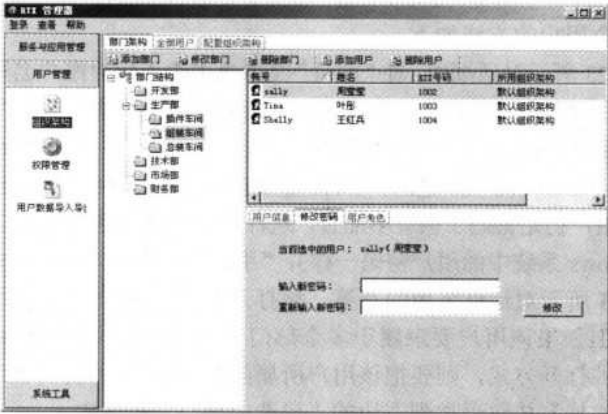 RTX 管理器
登录 查看 帮助
服务与应用管理
用户管理
组织架构
权限管理
用户数据导入导
系统工具
部门架构 全部用户 配置组织架构
添加部门 修改部门 删除部门 添加用户 删除用户
部门结构
开发部
生产部
插件车间
组装车间
总装车间
技术部
市场部
财务部
帐号 姓名 RTX号码 所用组织架构
sally 周莹莹 1002 默认组织架构
Tina 叶彤 1003 默认组织架构
Shelly 王红兵 1004 默认组织架构
用户信息 修改密码 用户角色
当前选中的用户: sally( 周莹莹 )
输入新密码:
重新输入新密码:
修改